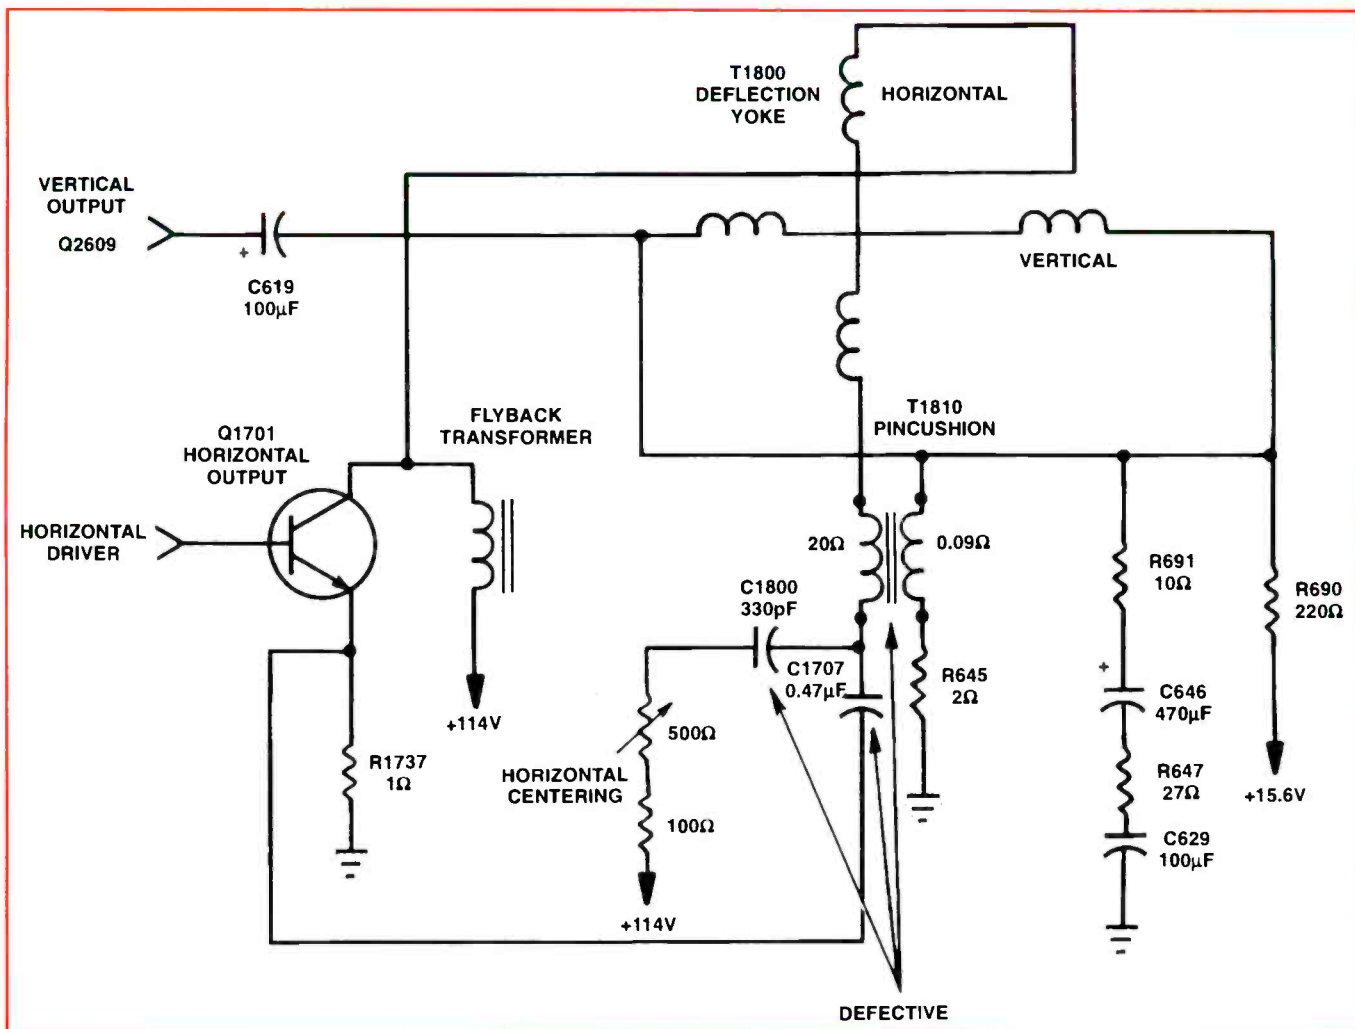 T1800
DEFLECTION
YOKE
HORIZONTAL
VERTICAL
OUTPUT
Q2609
+
C619
100µF
VERTICAL
T1810
PINCUSHION
FLYBACK
TRANSFORMER
Q1701
HORIZONTAL
OUTPUT
HORIZONTAL
DRIVER
20Ω
0.09Ω
R691
10Ω
R690
220Ω
C1800
330pF
C1707
0.47µF
R645
2Ω
+
C646
470µF
+114V
500Ω
R1737
1Ω
HORIZONTAL
CENTERING
R647
27Ω
+15.6V
100Ω
C629
100µF
+114V
DEFECTIVE